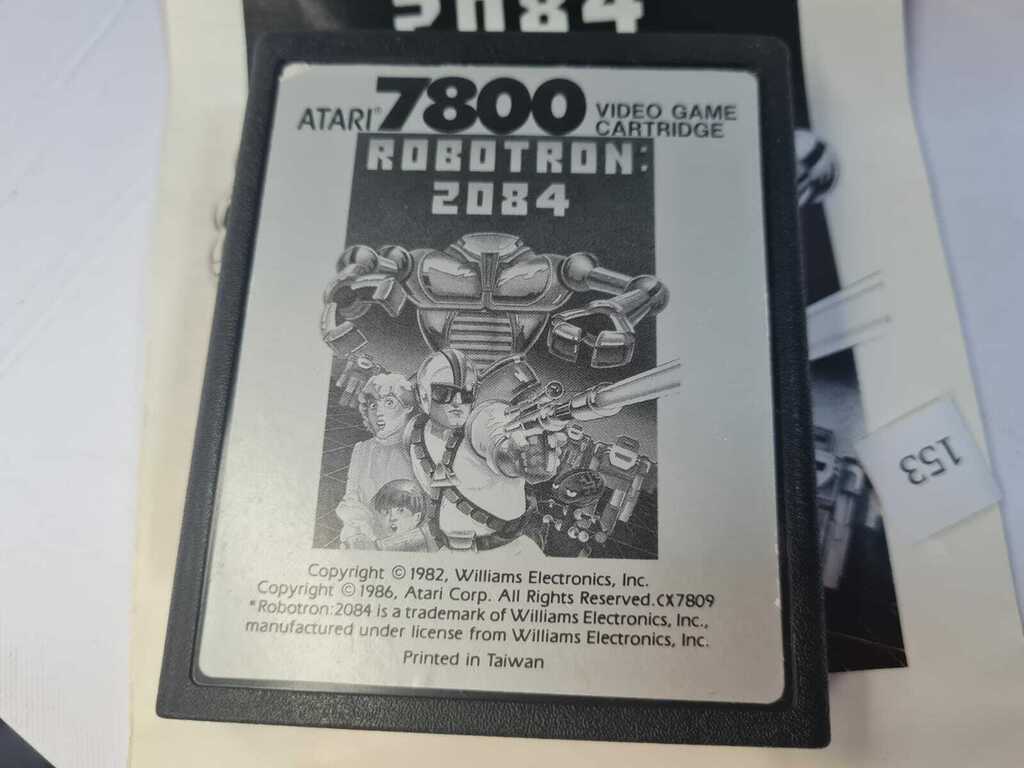 2084
ATARI® 7800 VIDEO GAME CARTRIDGE
ROBOTRON:
2084
Copyright © 1982, Williams Electronics, Inc.
Copyright © 1986, Atari Corp. All Rights Reserved. CX7809
*Robotron:2084 is a trademark of Williams Electronics, Inc.,
manufactured under license from Williams Electronics, Inc.
Printed in Taiwan
153